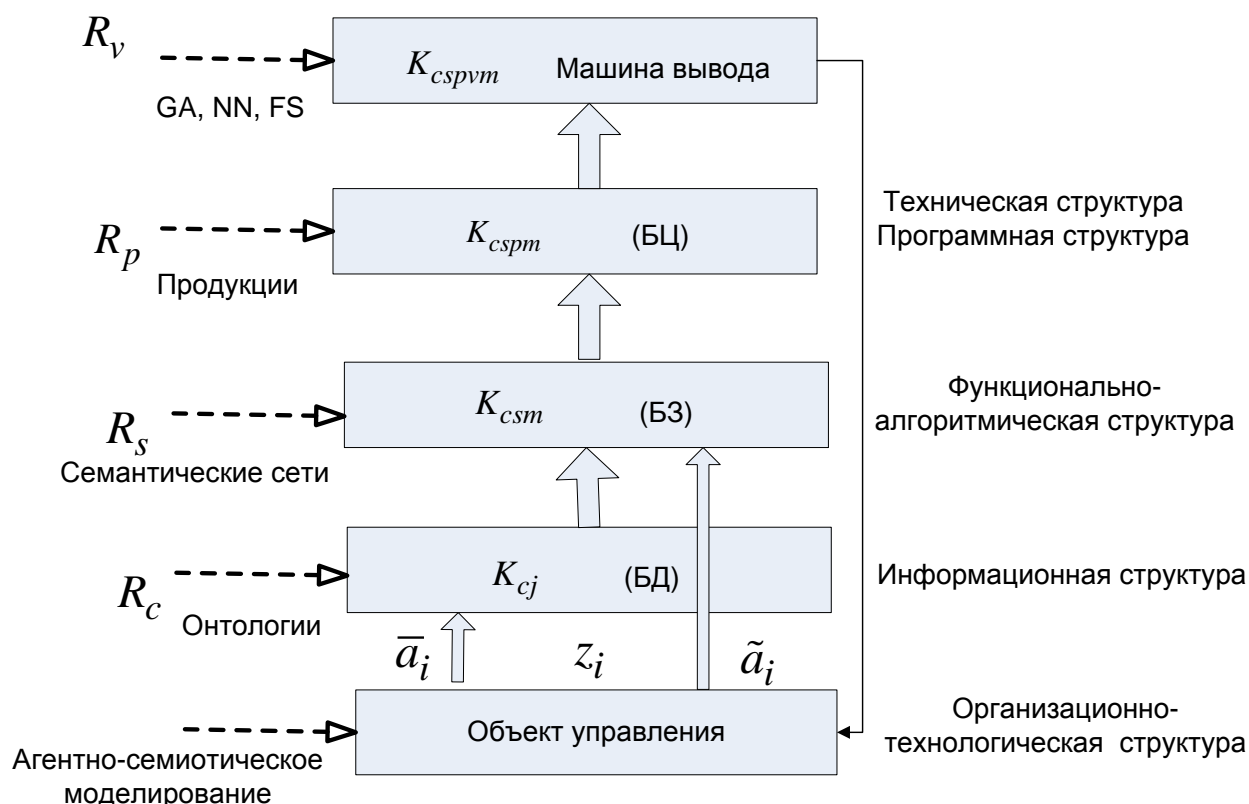 R_v
K_cspvm Машина вывода
GA, NN, FS
R_p
K_cspm (БЦ)
Техническая структура
Программная структура
Продукции
R_s
K_csm (БЗ)
Функционально-
алгоритмическая структура
Семантические сети
R_c
K_cj (БД)
Информационная структура
Онтологии
a̅_i z_i ã_i
Объект управления
Организационно-
технологическая структура
Агентно-семиотическое
моделирование